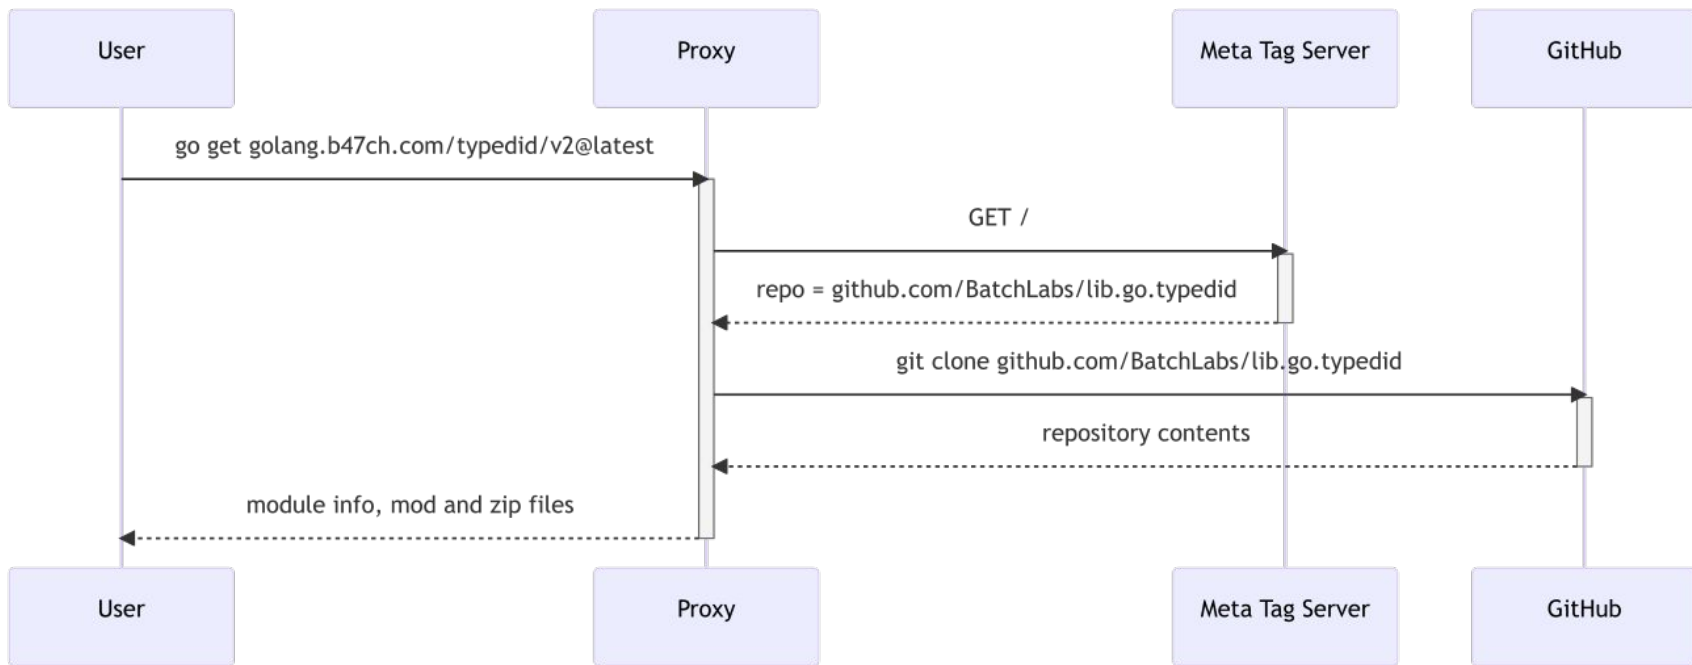 User
Proxy
Meta Tag Server
GitHub
go get golang.b47ch.com/typedid/v2@latest
GET /
repo = github.com/BatchLabs/lib.go.typedid
git clone github.com/BatchLabs/lib.go.typedid
repository contents
module info, mod and zip files
User
Proxy
Meta Tag Server
GitHub